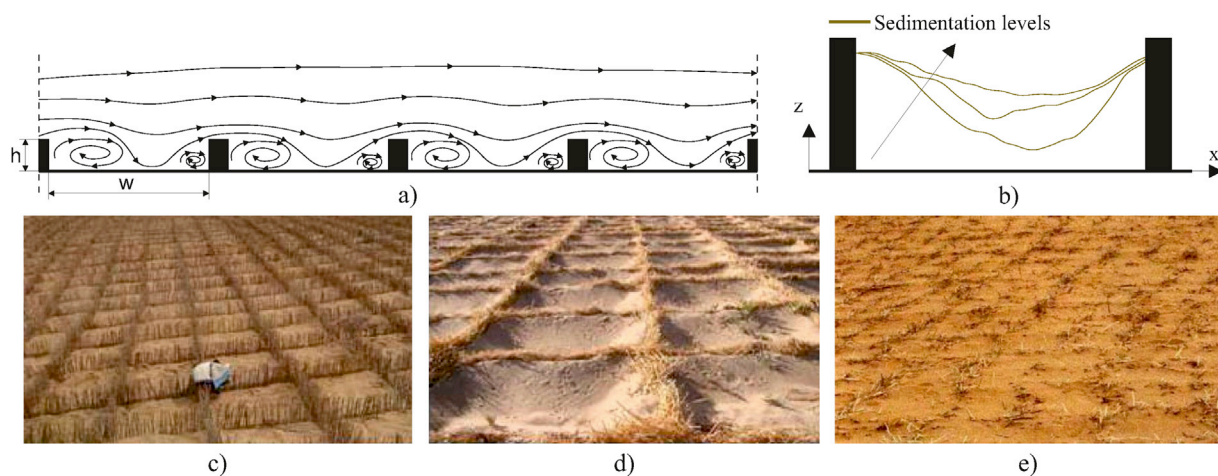 Sedimentation levels
h
w
z
x
a)
b)
c)
d)
e)